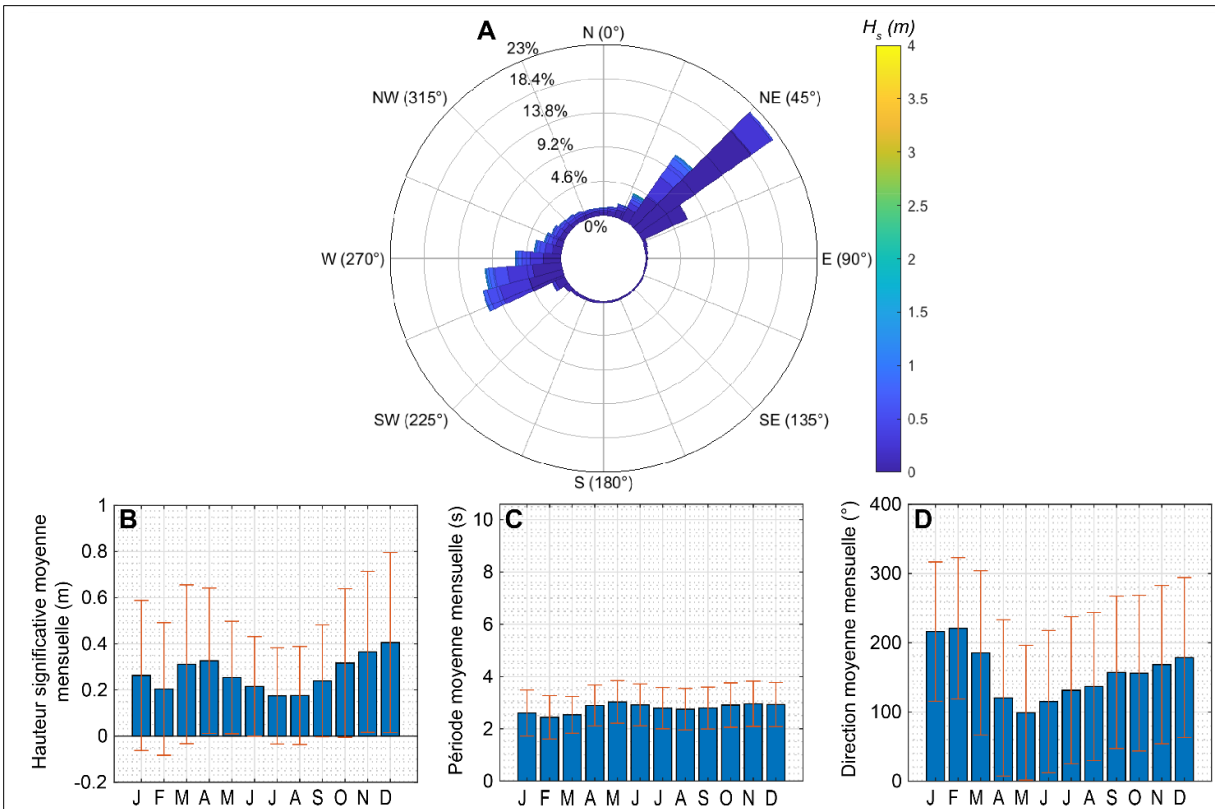 A
N (0°)
H_s (m)
23%
18.4%
13.8%
9.2%
4.6%
0%
NW (315°)
NE (45°)
W (270°)
E (90°)
SW (225°)
SE (135°)
S (180°)
4
3.5
3
2.5
2
1.5
1
0.5
0
B
Hauteur significative moyenne
mensuelle (m)
1
0.8
0.6
0.4
0.2
0
-0.2
J F M A M J J A S O N D
C
Période moyenne mensuelle (s)
10
8
6
4
2
0
J F M A M J J A S O N D
D
Direction moyenne mensuelle (°)
400
300
200
100
0
J F M A M J J A S O N D